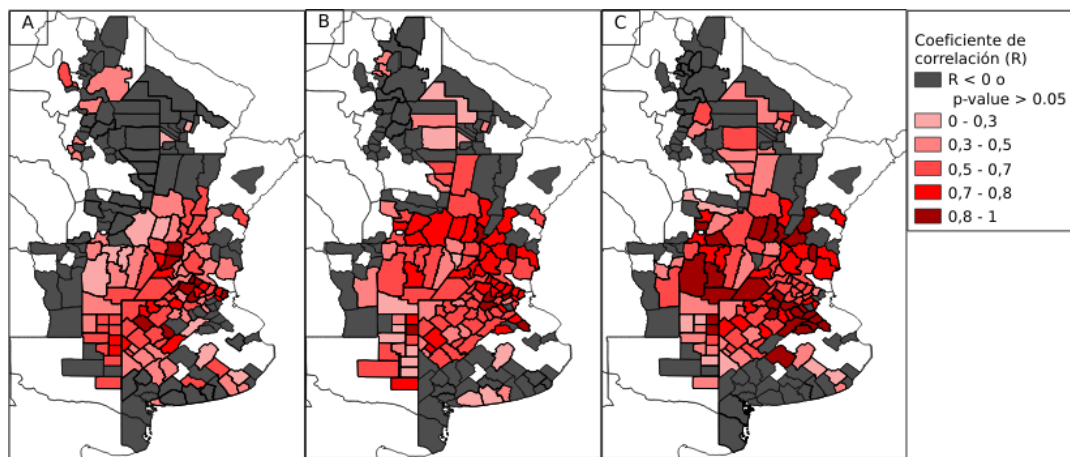 A
B
C
Coeficiente de
correlación (R)
R < 0 o
p-value > 0.05
0 - 0,3
0,3 - 0,5
0,5 - 0,7
0,7 - 0,8
0,8 - 1